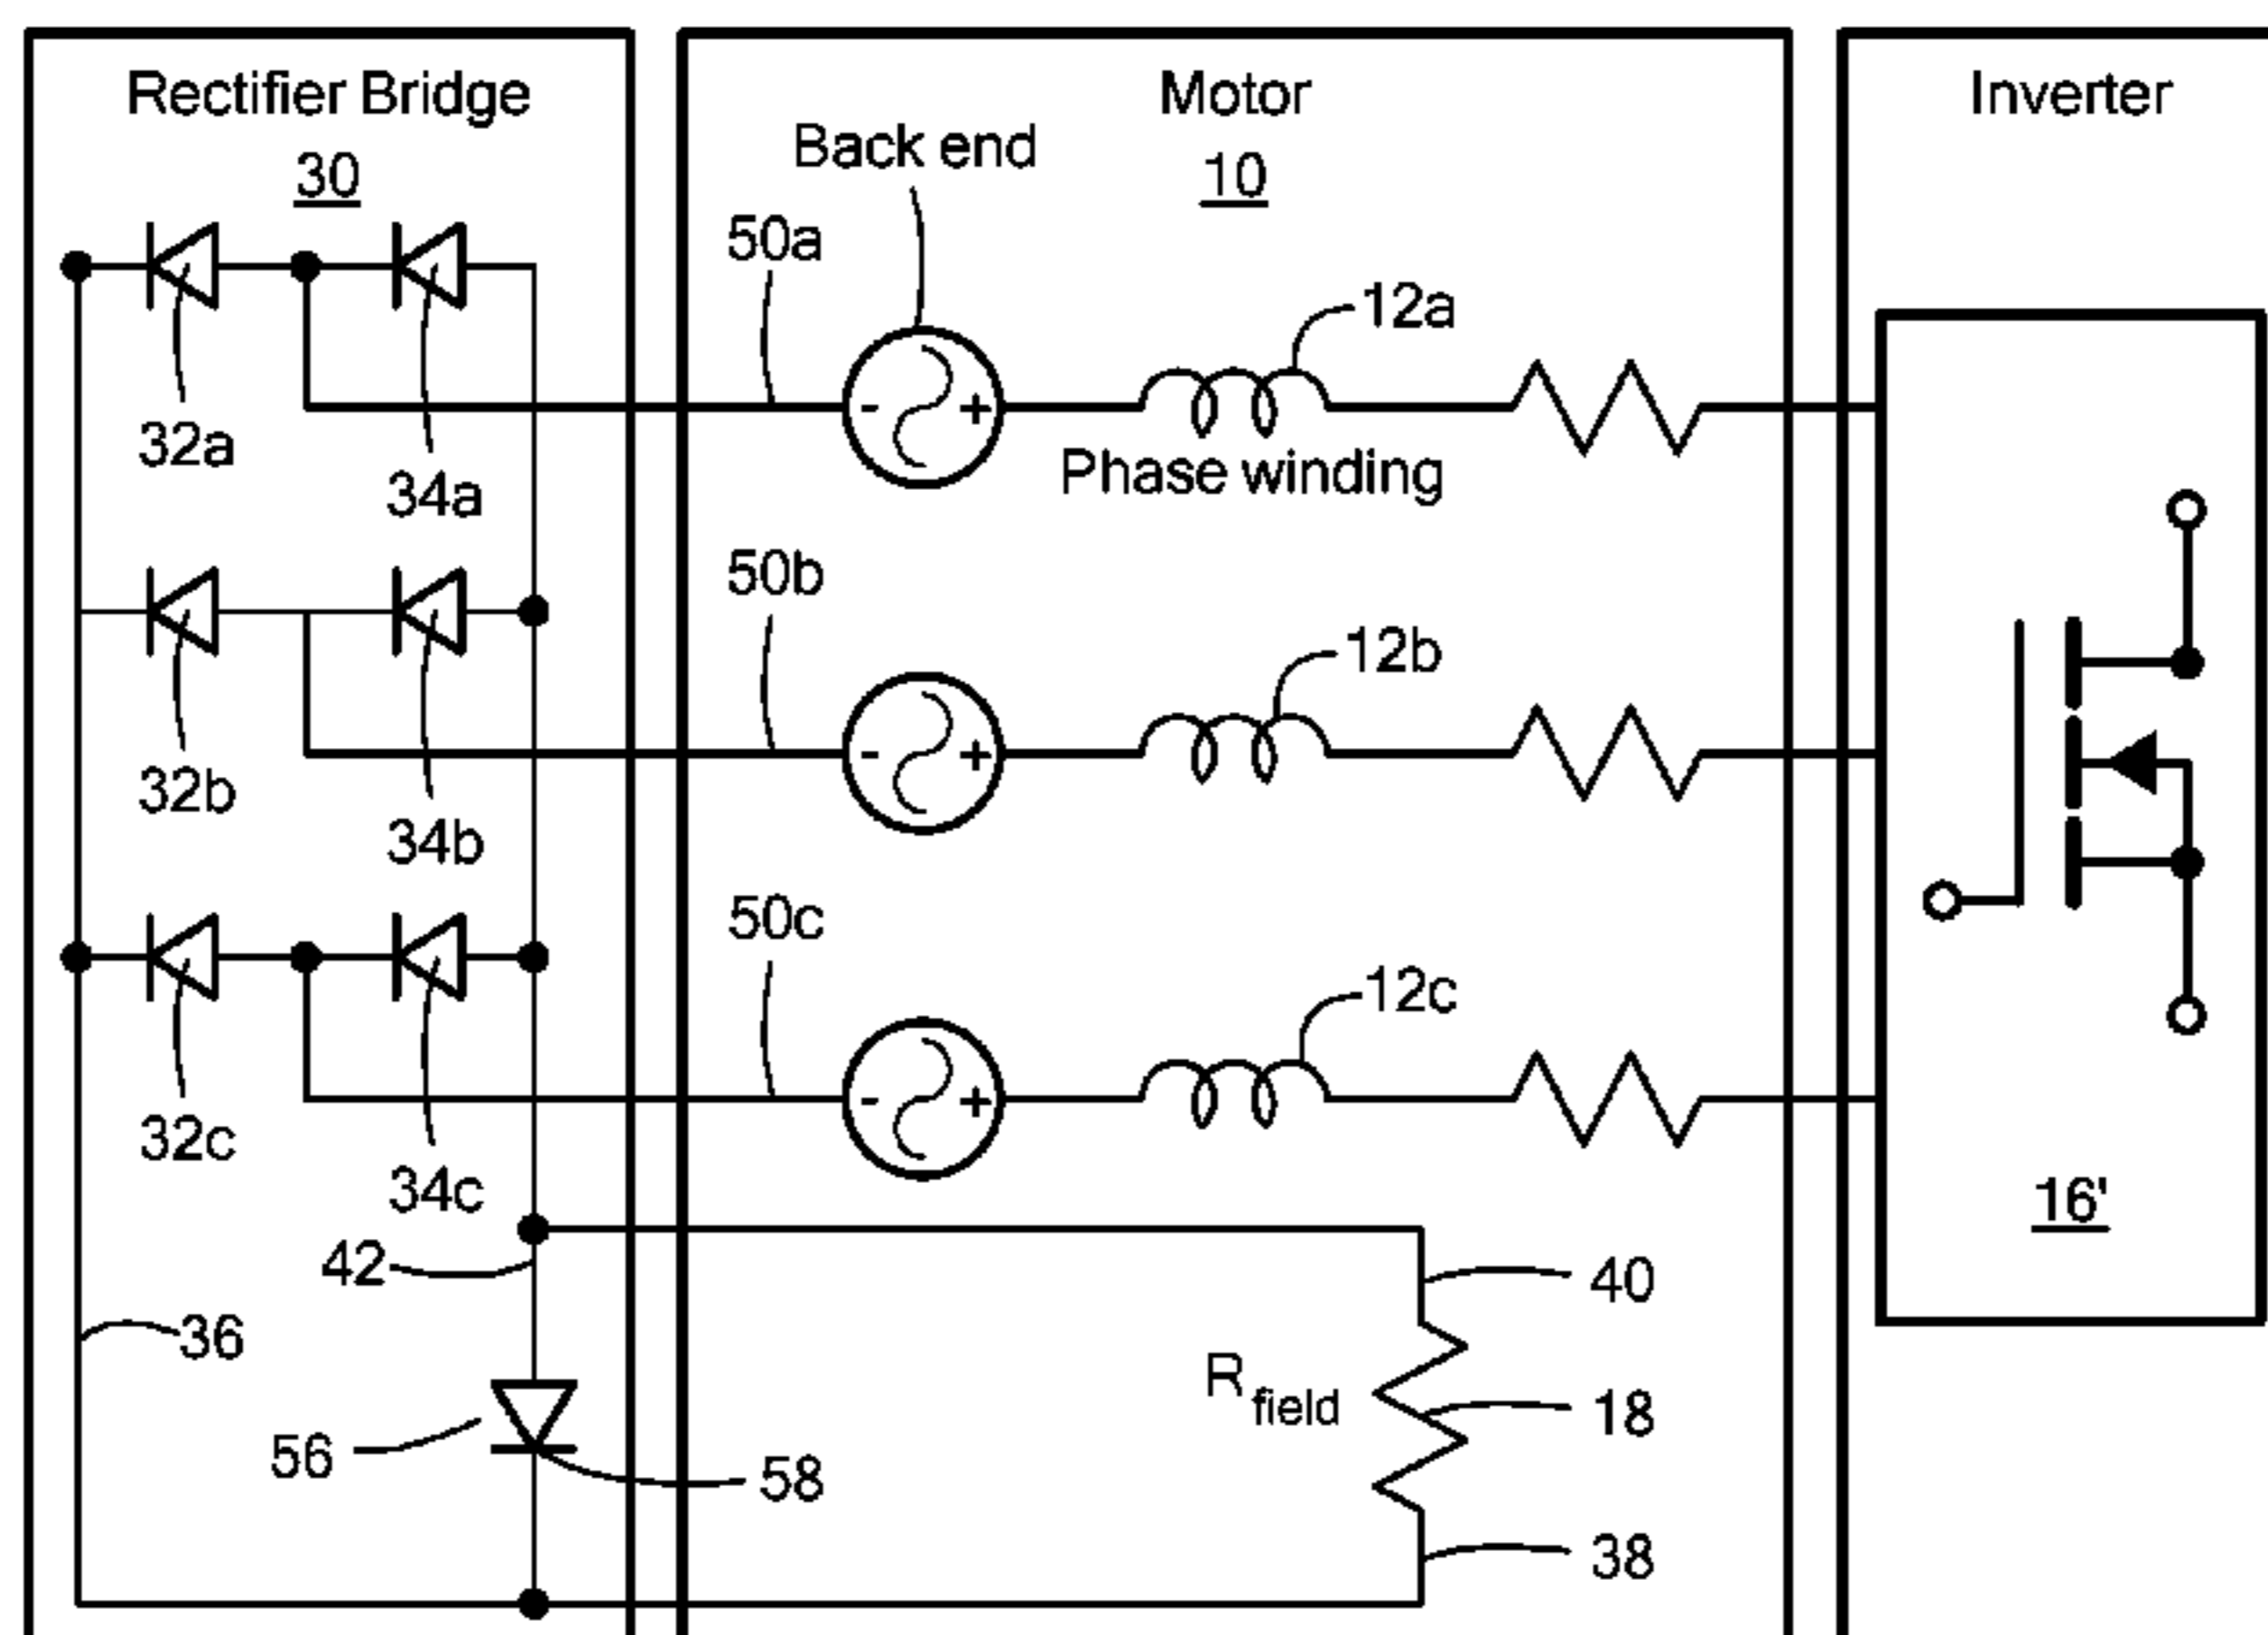 Rectifier Bridge
30
Motor
10
Inverter
Back end
50a
12a
32a
34a
Phase winding
50b
12b
32b
34b
50c
12c
32c
34c
16'
42
40
36
R field
18
56
58
38
- +
- +
- +